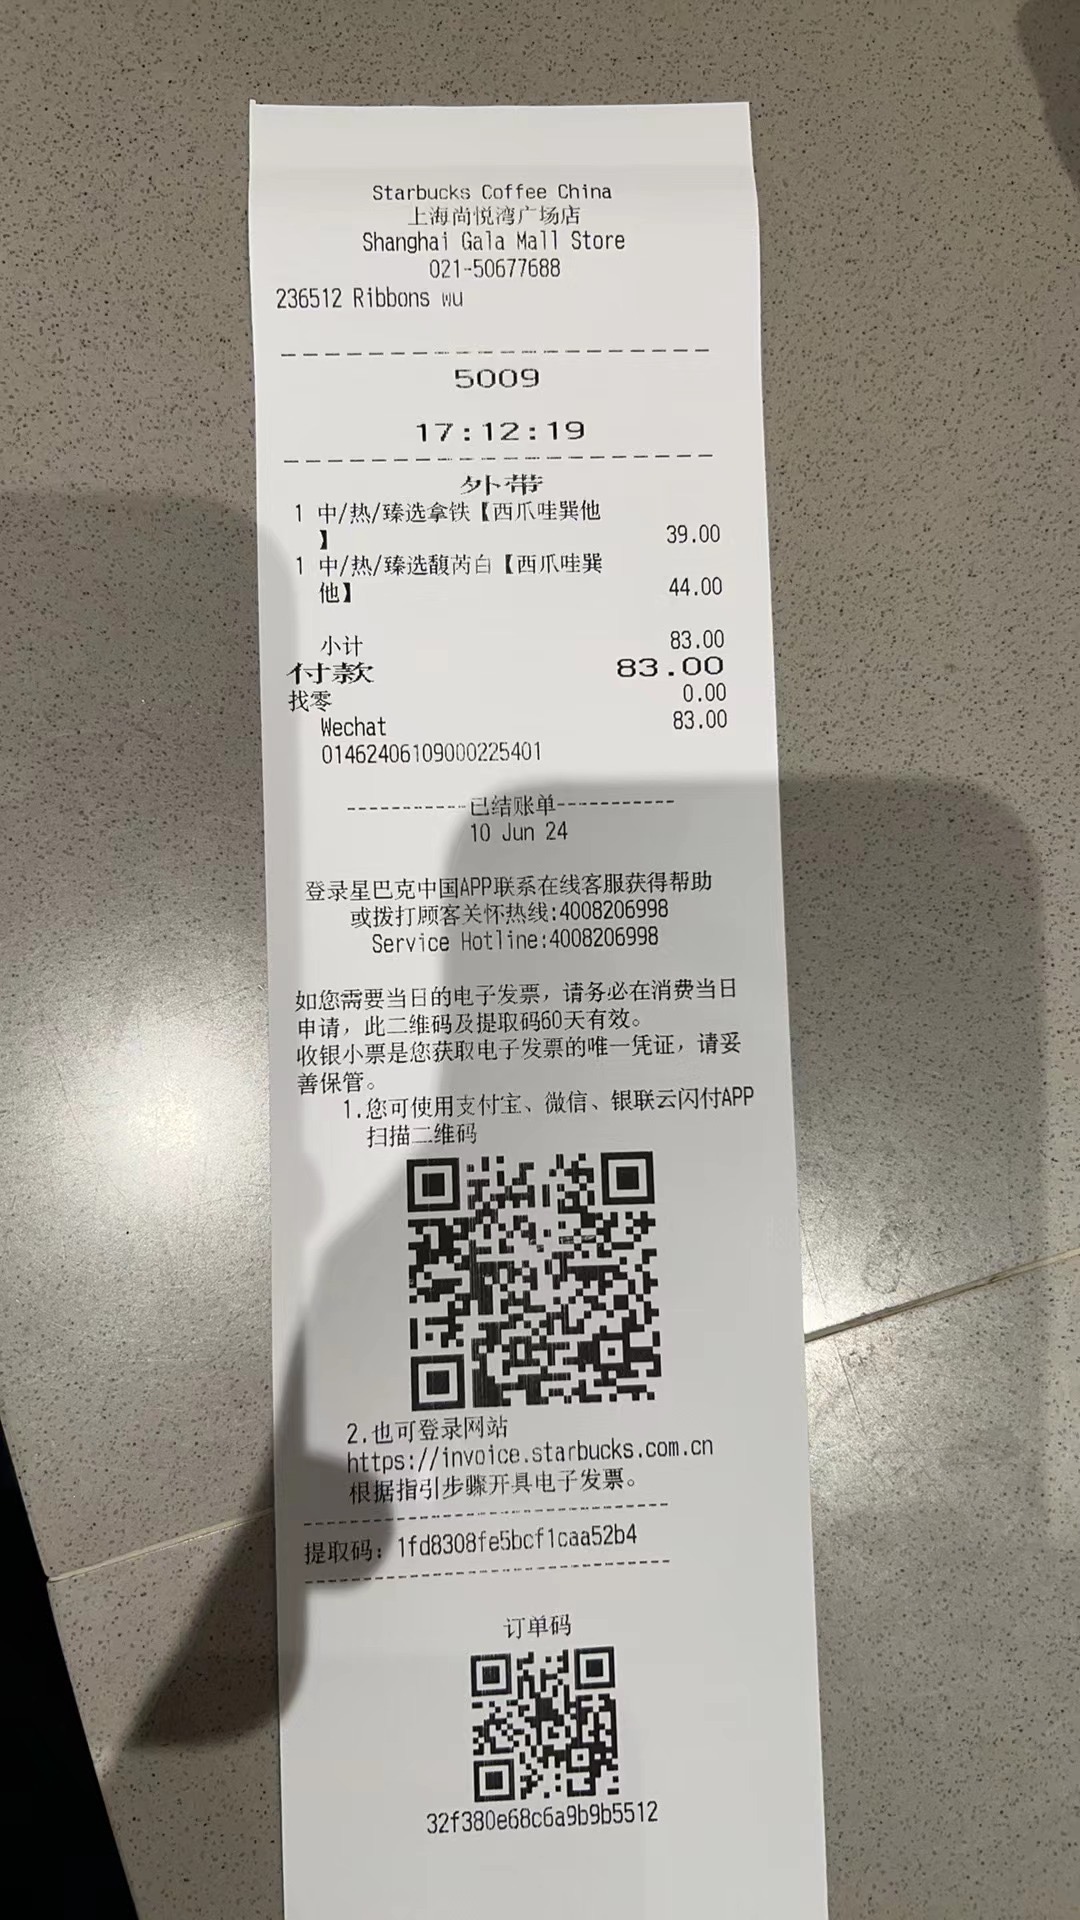 Starbucks Coffee China
上海尚悦湾广场店
Shanghai Gala Mall Store
021-50677688
236512 Ribbons wu
5009
17:12:19
外带
1 中/热/臻选拿铁【西爪哇巽他
】 39.00
1 中/热/臻选馥芮白【西爪哇巽
他】 44.00
小计 83.00
付款 83.00
找零 0.00
Wechat 83.00
01462406109000225401
-----------已结账单-----------
10 Jun 24
登录星巴克中国APP联系在线客服获得帮助
或拨打顾客关怀热线:4008206998
Service Hotline:4008206998
如您需要当日的电子发票，请务必在消费当日
申请，此二维码及提取码60天有效。
收银小票是您获取电子发票的唯一凭证，请妥
善保管。
1.您可使用支付宝、微信、银联云闪付APP
扫描二维码
2.也可登录网站
https://invoice.starbucks.com.cn
根据指引步骤开具电子发票。
提取码：1fd8308fe5bcf1caa52b4
订单码
32f380e68c6a9b9b5512